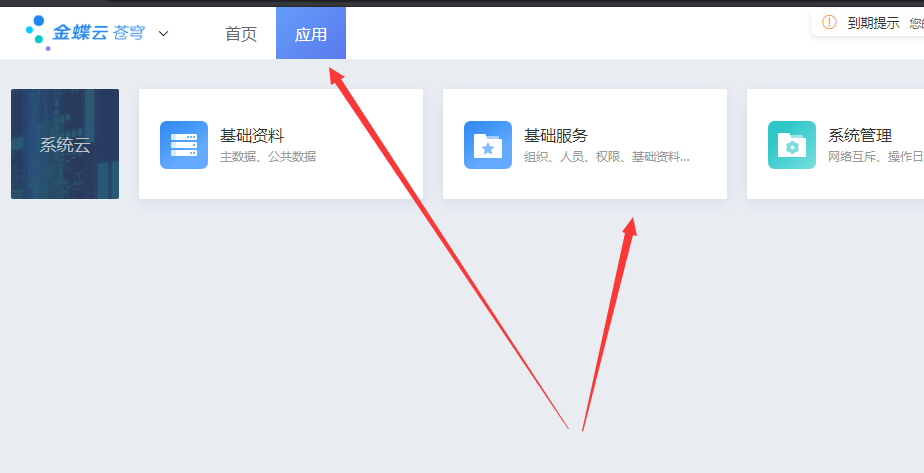 金蝶云 苍穹
首页
应用
到期提示 您的
系统云
基础资料
主数据、公共数据
基础服务
组织、人员、权限、基础资料...
系统管理
网络互斥、操作日